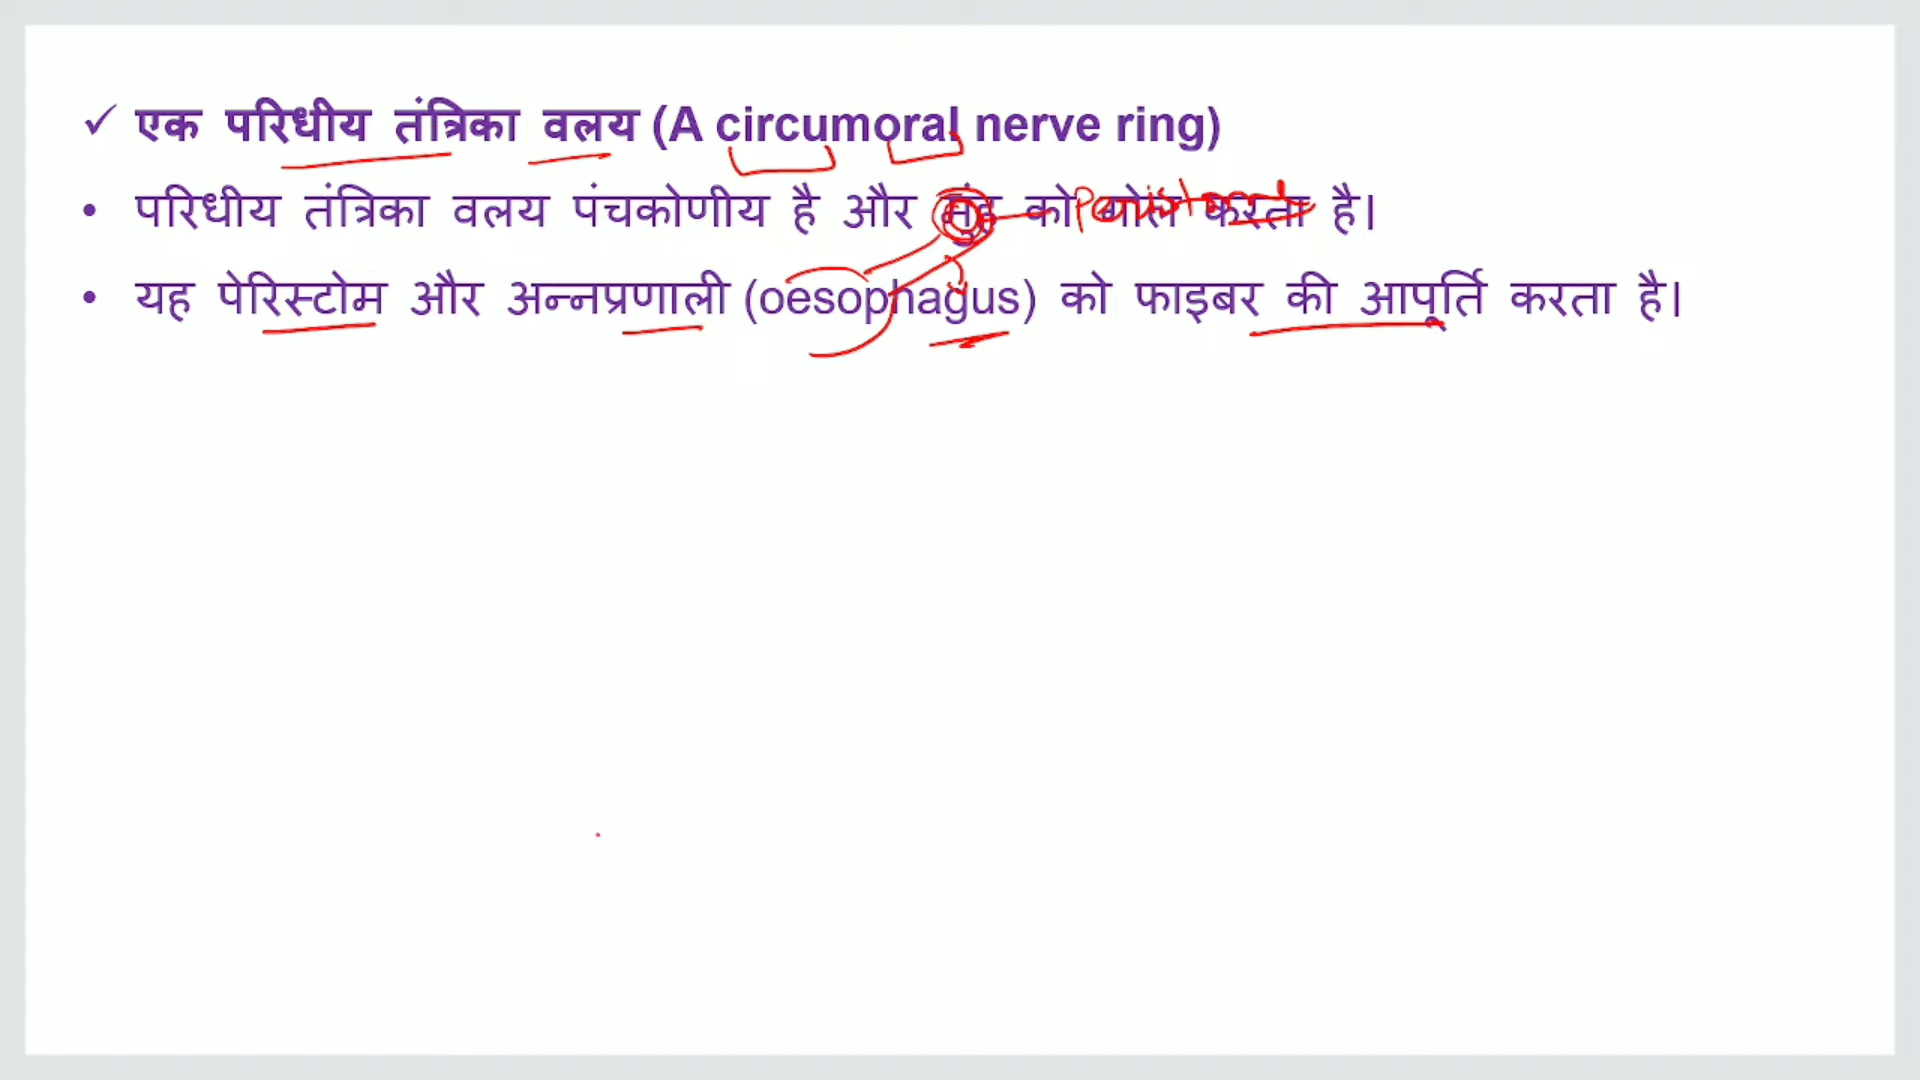 ✓ एक परिधीय तंत्रिका वलय (A circumoral nerve ring)
• परिधीय तंत्रिका वलय पंचकोणीय है और मुंह को गोल करता है।
• यह पेरिस्टोम और अन्नप्रणाली (oesophagus) को फाइबर की आपूर्ति करता है।